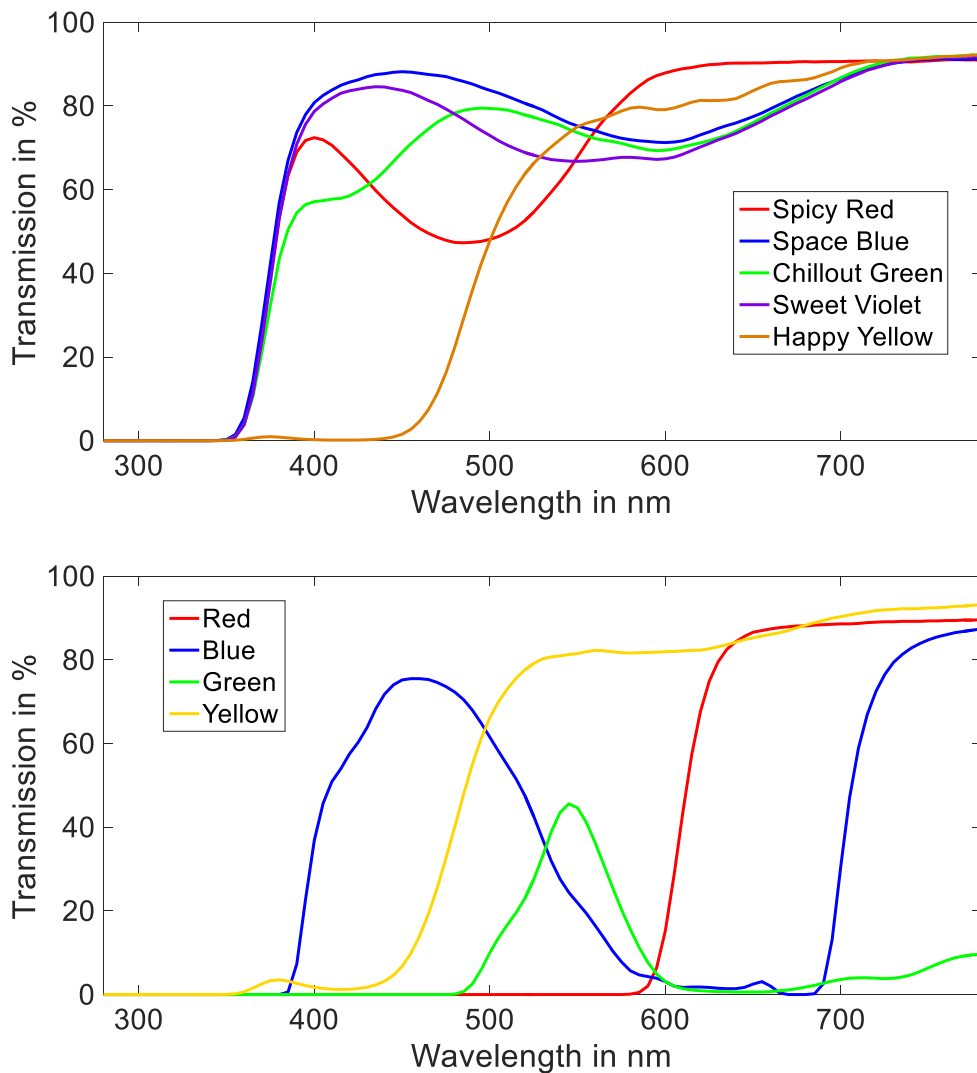 100
80
60
40
20
0
Transmission in %
Spicy Red
Space Blue
Chillout Green
Sweet Violet
Happy Yellow
300 400 500 600 700
Wavelength in nm
100
80
60
40
20
0
Transmission in %
Red
Blue
Green
Yellow
300 400 500 600 700
Wavelength in nm